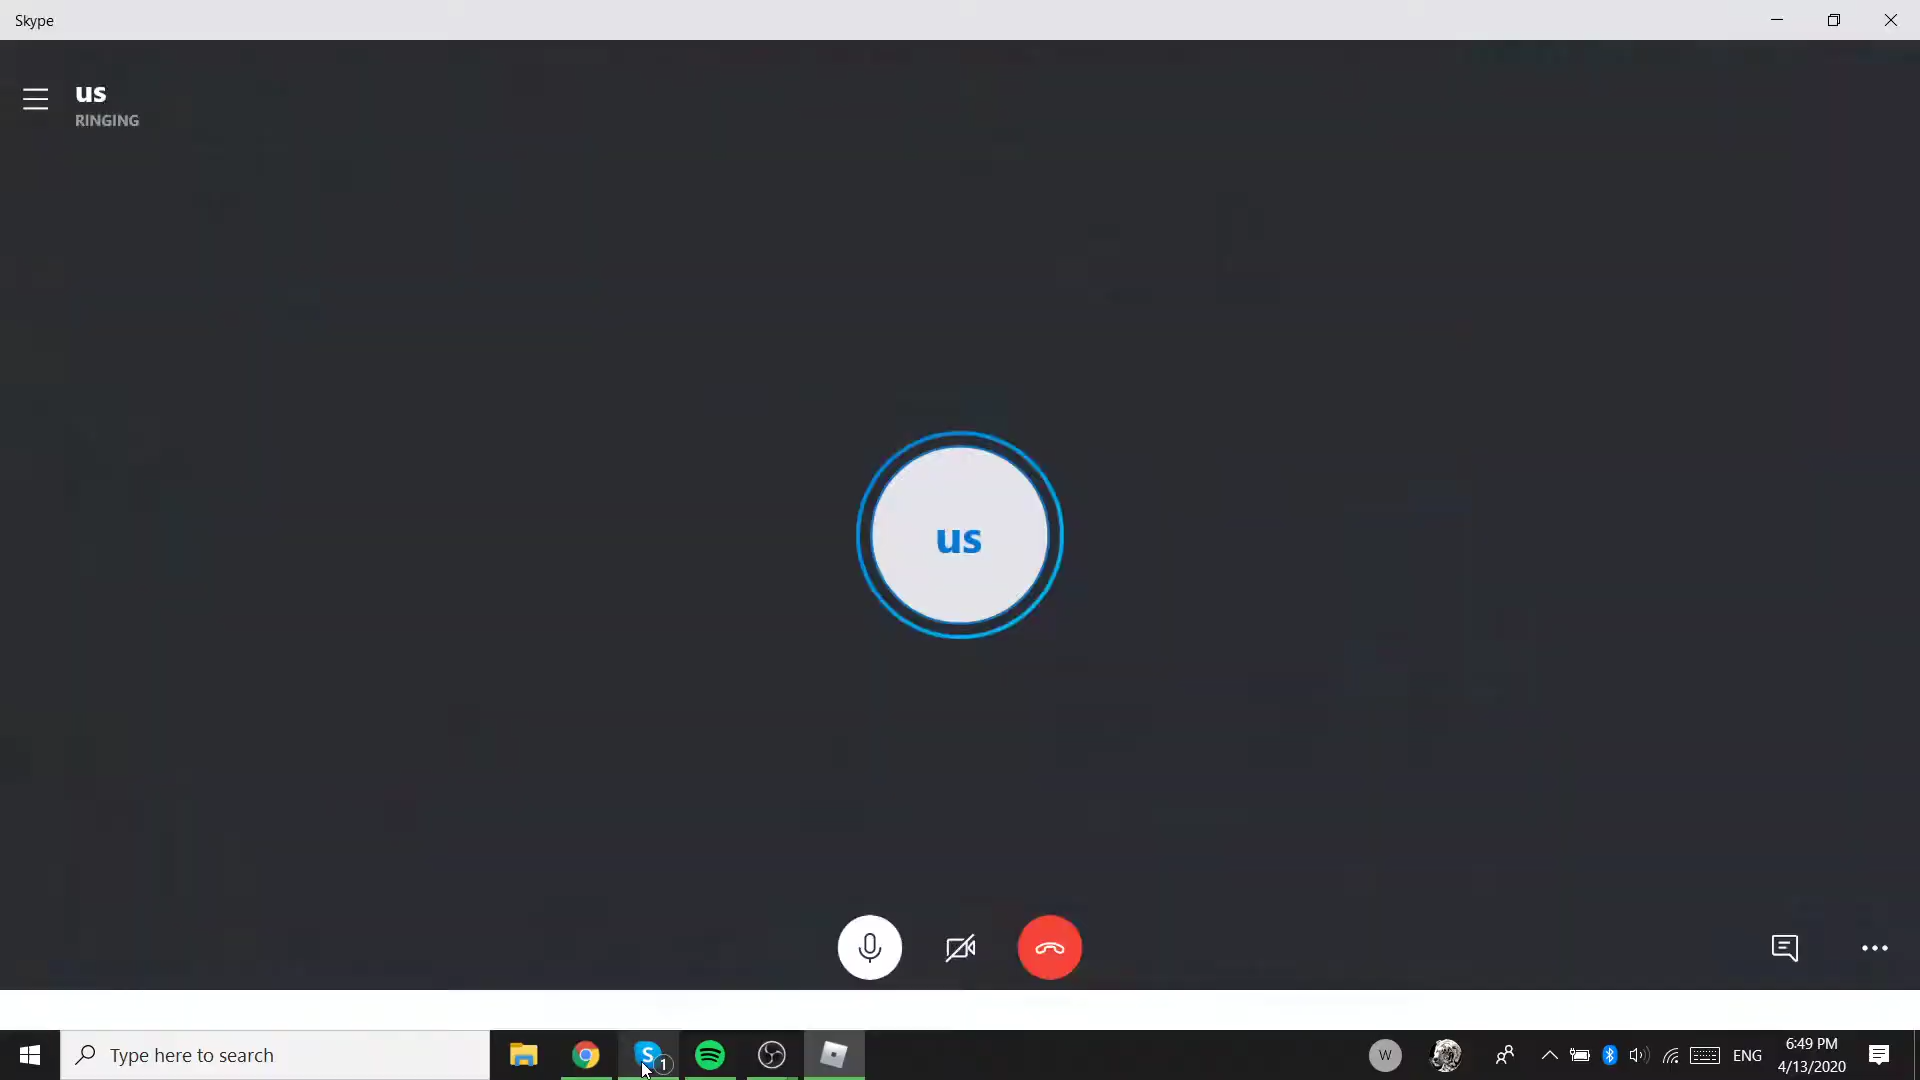 Skype
us
RINGING
us
Type here to search
S
1
W
ENG
6:49 PM
4/13/2020